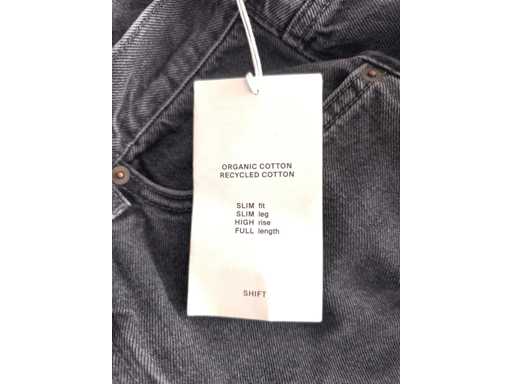 ORGANIC COTTON
RECYCLED COTTON
SLIM fit
SLIM leg
HIGH rise
FULL length
SHIFT